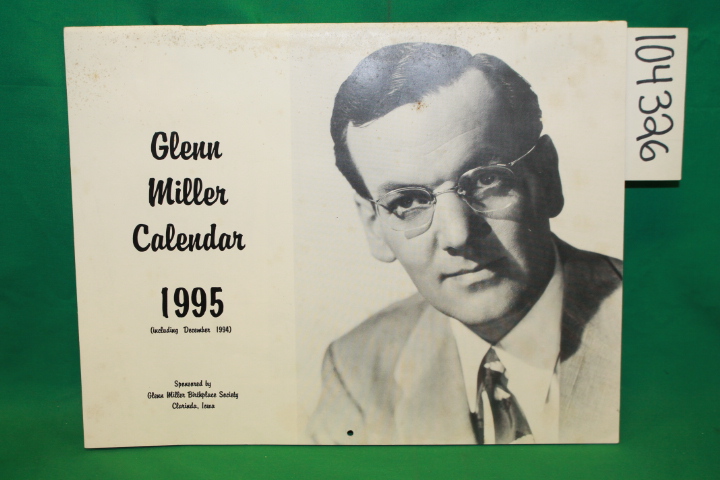 Glenn
Miller
Calendar
1995
(including December 1994)
Sponsored by
Glenn Miller Birthplace Society
Clarinda, Iowa
104326